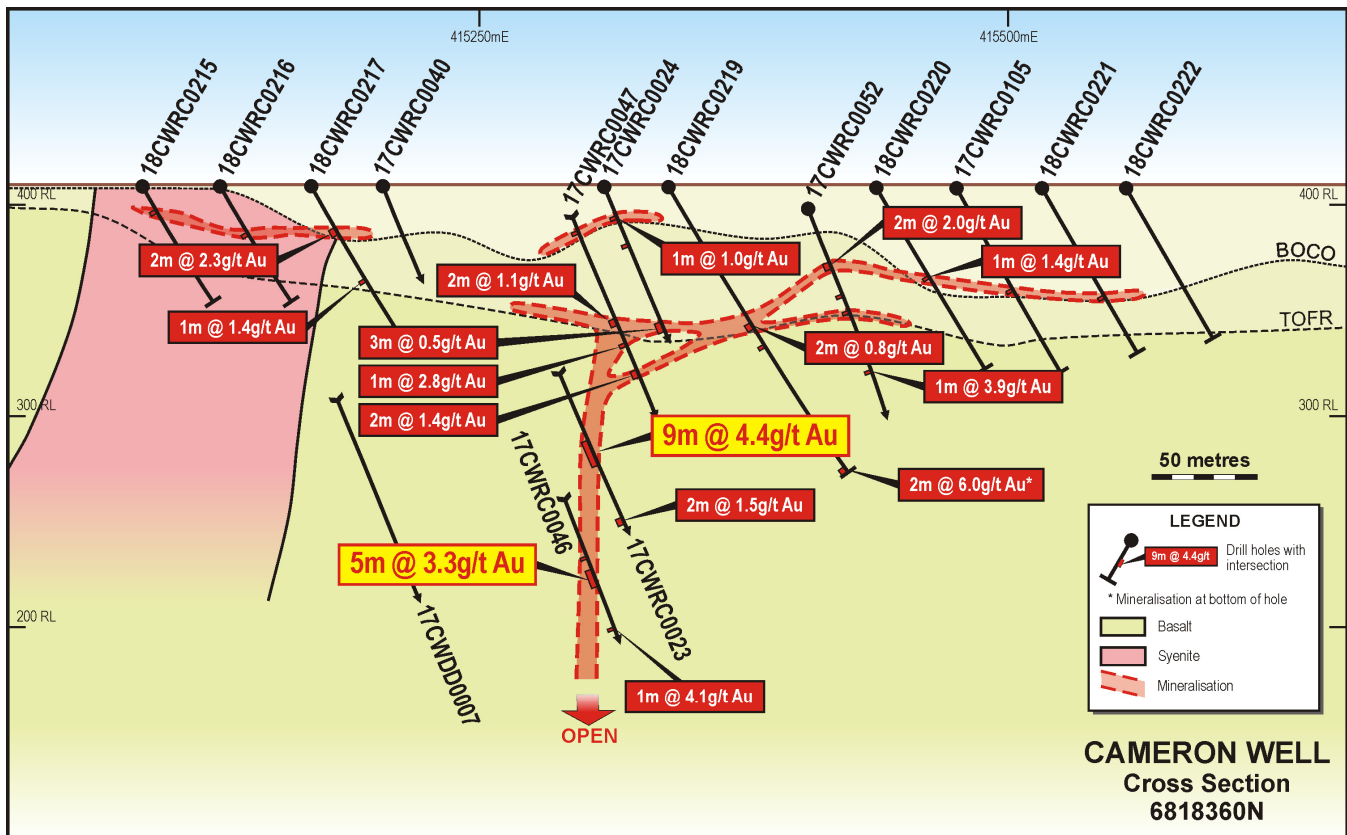 415250mE
415500mE
18CWRC0215
18CWRC0216
18CWRC0217
17CWRC0040
17CWRC0047
17CWRC0024
18CWRC0219
17CWRC0052
18CWRC0220
17CWRC0105
18CWRC0221
18CWRC0222
400 RL
400 RL
2m @ 2.0g/t Au
2m @ 2.3g/t Au
1m @ 1.0g/t Au
1m @ 1.4g/t Au
BOCO
2m @ 1.1g/t Au
1m @ 1.4g/t Au
TOFR
3m @ 0.5g/t Au
2m @ 0.8g/t Au
1m @ 2.8g/t Au
1m @ 3.9g/t Au
300 RL
300 RL
2m @ 1.4g/t Au
9m @ 4.4g/t Au
17CWRC0046
50 metres
2m @ 6.0g/t Au*
2m @ 1.5g/t Au
5m @ 3.3g/t Au
17CWRC0023
17CWDD0007
200 RL
1m @ 4.1g/t Au
OPEN
LEGEND
9m @ 4.4g/t
Drill holes with
intersection
* Mineralisation at bottom of hole
Basalt
Syenite
Mineralisation
CAMERON WELL
Cross Section
6818360N